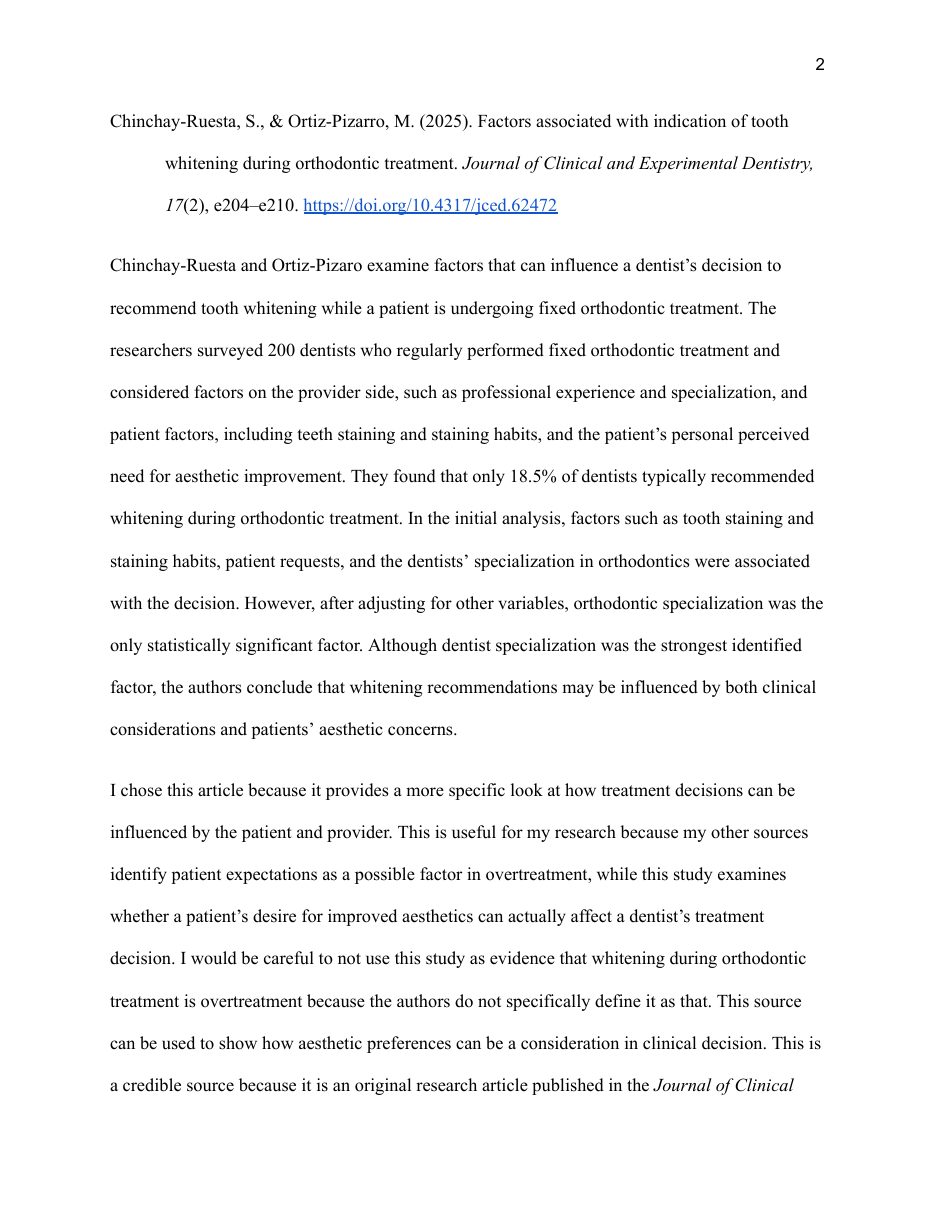 2
Chinchay-Ruesta, S., & Ortiz-Pizarro, M. (2025). Factors associated with indication of tooth
whitening during orthodontic treatment. Journal of Clinical and Experimental Dentistry,
17(2), e204–e210. https://doi.org/10.4317/jced.62472
Chinchay-Ruesta and Ortiz-Pizaro examine factors that can influence a dentist’s decision to
recommend tooth whitening while a patient is undergoing fixed orthodontic treatment. The
researchers surveyed 200 dentists who regularly performed fixed orthodontic treatment and
considered factors on the provider side, such as professional experience and specialization, and
patient factors, including teeth staining and staining habits, and the patient’s personal perceived
need for aesthetic improvement. They found that only 18.5% of dentists typically recommended
whitening during orthodontic treatment. In the initial analysis, factors such as tooth staining and
staining habits, patient requests, and the dentists’ specialization in orthodontics were associated
with the decision. However, after adjusting for other variables, orthodontic specialization was the
only statistically significant factor. Although dentist specialization was the strongest identified
factor, the authors conclude that whitening recommendations may be influenced by both clinical
considerations and patients’ aesthetic concerns.
I chose this article because it provides a more specific look at how treatment decisions can be
influenced by the patient and provider. This is useful for my research because my other sources
identify patient expectations as a possible factor in overtreatment, while this study examines
whether a patient’s desire for improved aesthetics can actually affect a dentist’s treatment
decision. I would be careful to not use this study as evidence that whitening during orthodontic
treatment is overtreatment because the authors do not specifically define it as that. This source
can be used to show how aesthetic preferences can be a consideration in clinical decision. This is
a credible source because it is an original research article published in the Journal of Clinical